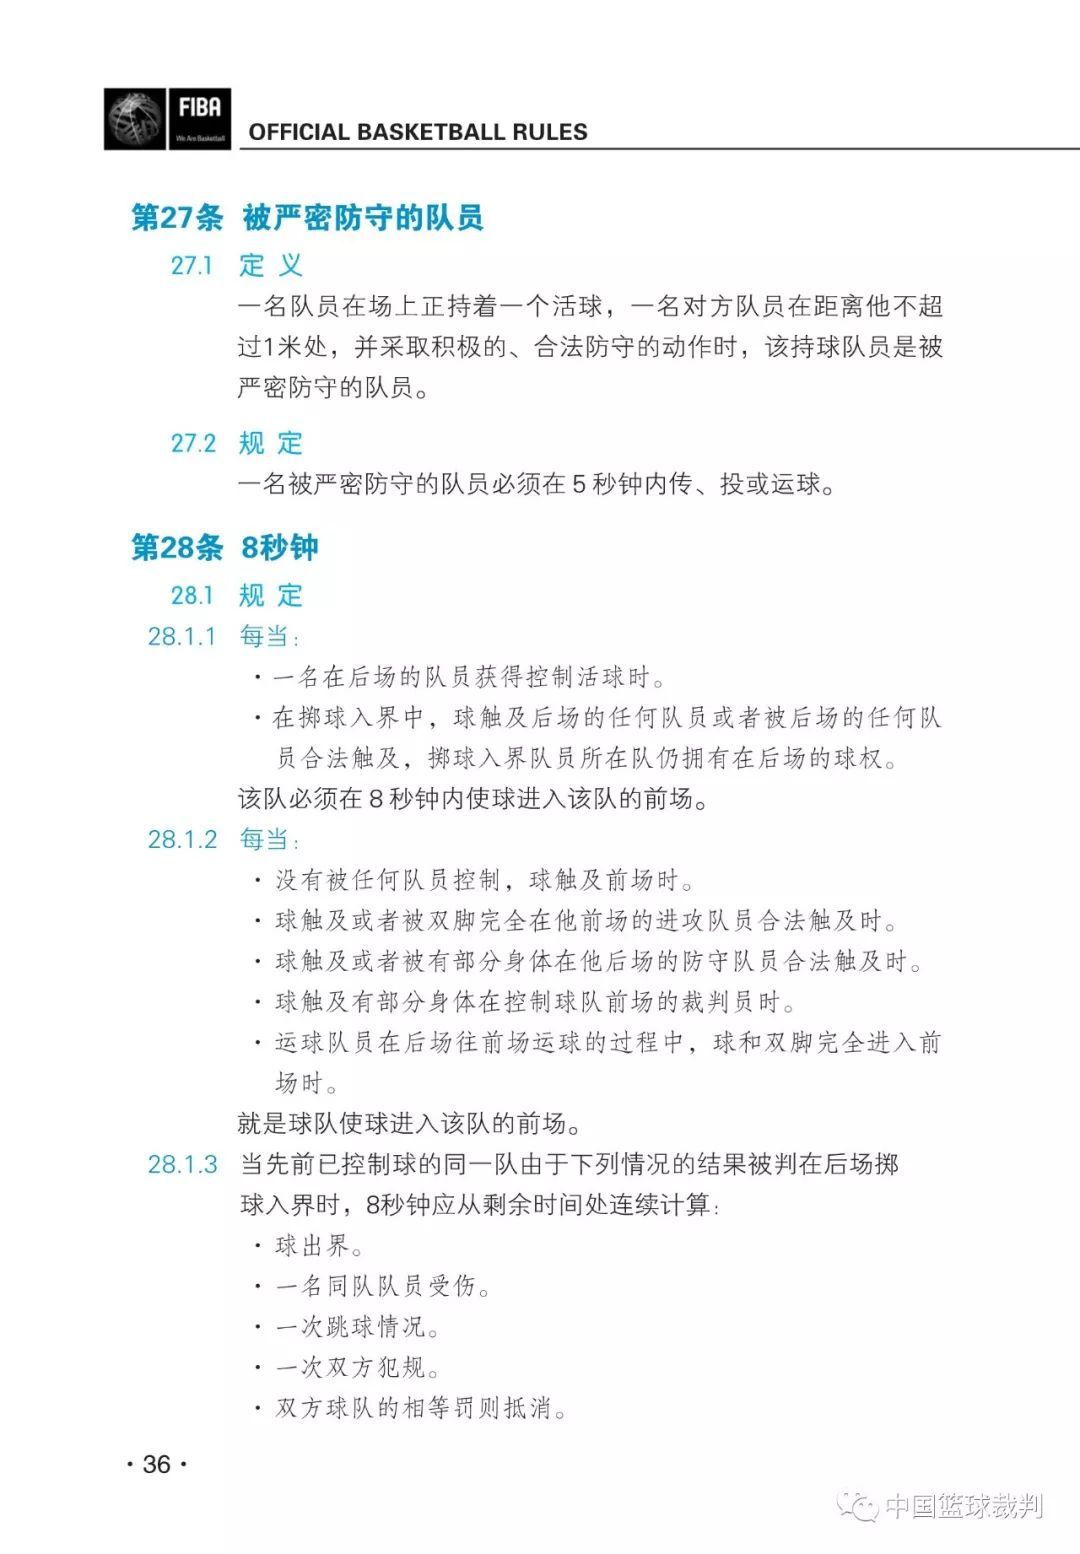 FIBA
We Are Basketball
OFFICIAL BASKETBALL RULES
第27条 被严密防守的队员
27.1 定 义
一名队员在场上正持着一个活球，一名对方队员在距离他不超
过1米处，并采取积极的、合法防守的动作时，该持球队员是被
严密防守的队员。
27.2 规 定
一名被严密防守的队员必须在 5 秒钟内传、投或运球。
第28条 8秒钟
28.1 规 定
28.1.1 每当：
· 一名在后场的队员获得控制活球时。
· 在掷球入界中，球触及后场的任何队员或者被后场的任何队
员合法触及，掷球入界队员所在队仍拥有在后场的球权。
该队必须在 8 秒钟内使球进入该队的前场。
28.1.2 每当：
· 没有被任何队员控制，球触及前场时。
· 球触及或者被双脚完全在他前场的进攻队员合法触及时。
· 球触及或者被有部分身体在他后场的防守队员合法触及时。
· 球触及有部分身体在控制球队前场的裁判员时。
· 运球队员在后场往前场运球的过程中，球和双脚完全进入前
场时。
就是球队使球进入该队的前场。
28.1.3 当先前已控制球的同一队由于下列情况的结果被判在后场掷
球入界时，8秒钟应从剩余时间处连续计算：
· 球出界。
· 一名同队队员受伤。
· 一次跳球情况。
· 一次双方犯规。
· 双方球队的相等罚则抵消。
· 36 ·
中国篮球裁判